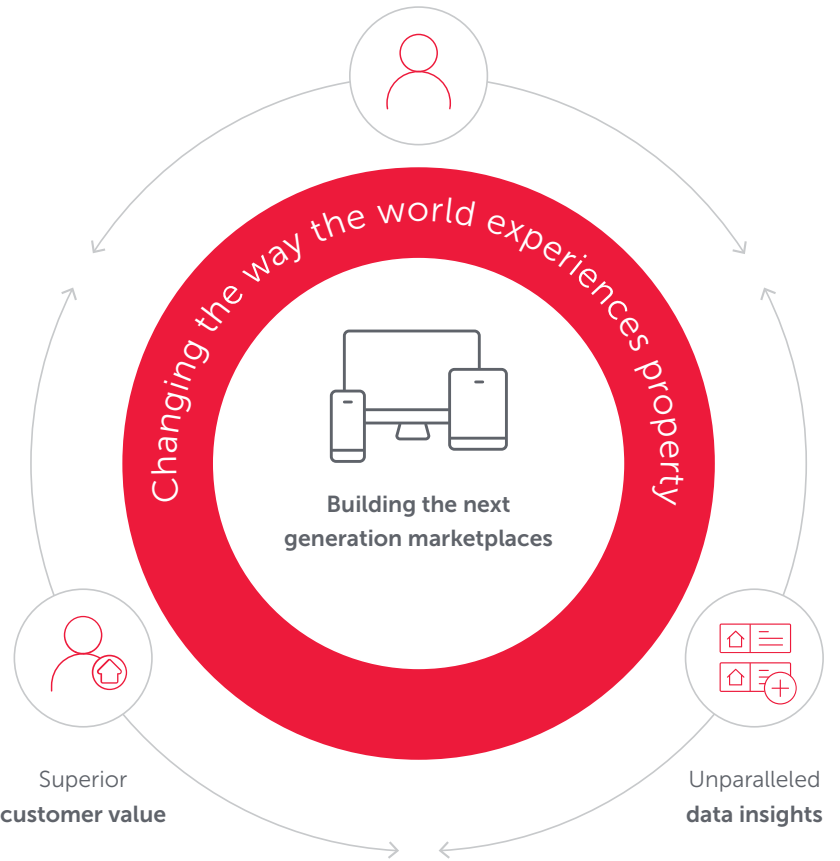 Changing the way the world experiences property
Building the next
generation marketplaces
Superior
customer value
Unparalleled
data insights